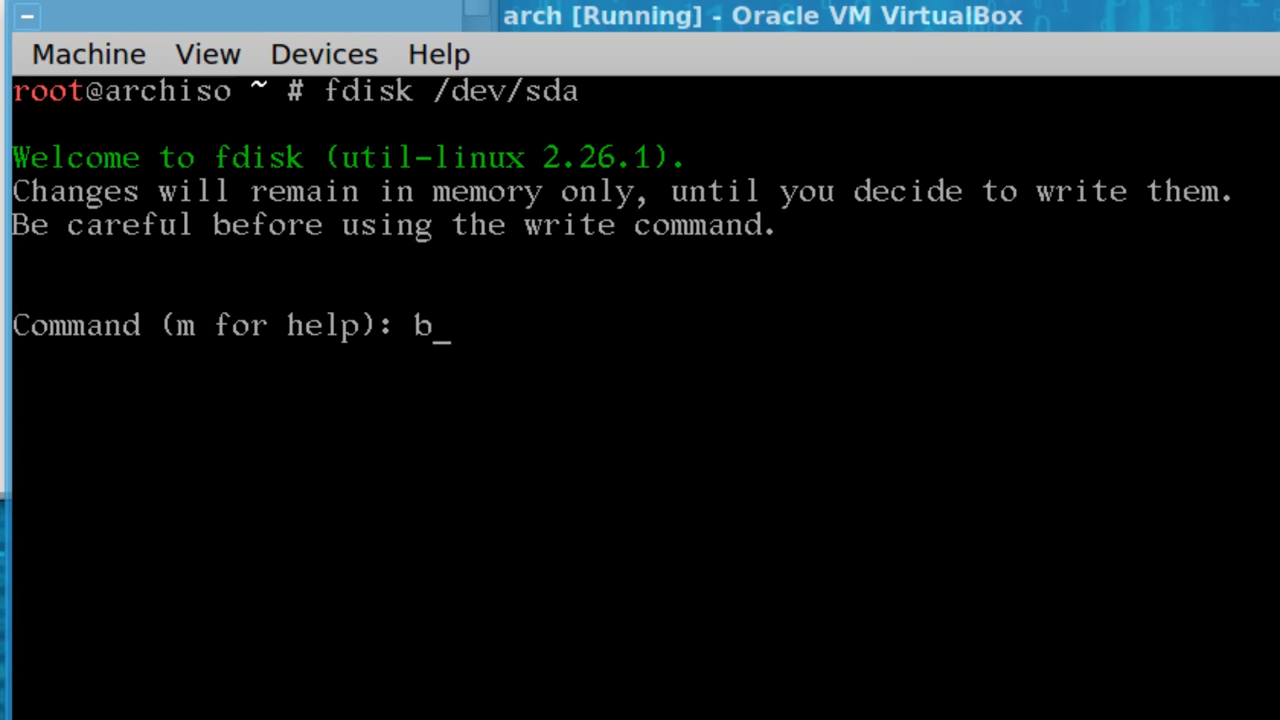 arch [Running] - Oracle VM VirtualBox
Machine View Devices Help
root@archiso ~ # fdisk /dev/sda
Welcome to fdisk (util-linux 2.26.1).
Changes will remain in memory only, until you decide to write them.
Be careful before using the write command.
Command (m for help): b_